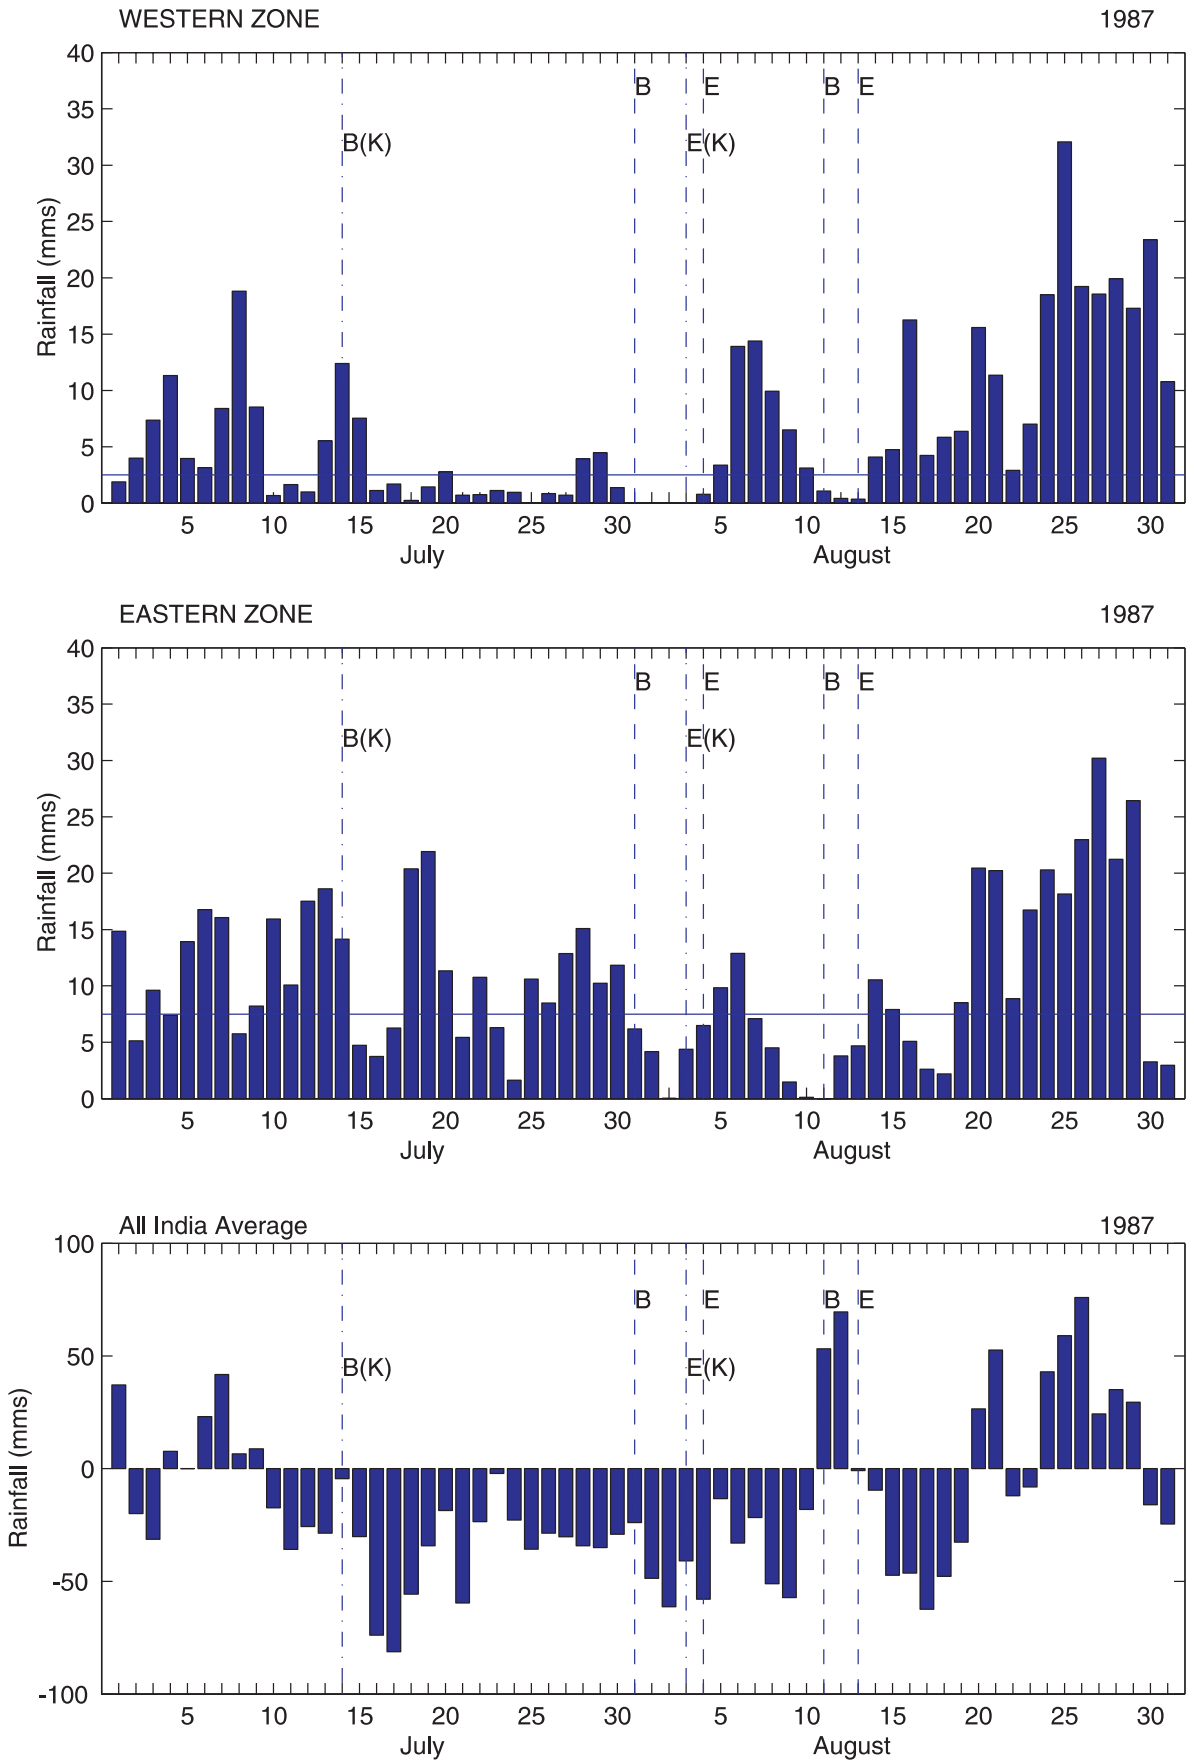 WESTERN ZONE 1987
40
35
30
25
20
15
10
5
0
Rainfall (mms)
B E B E
B(K) E(K)
5 10 15 20 25 30 5 10 15 20 25 30
July August
EASTERN ZONE 1987
40
35
30
25
20
15
10
5
0
Rainfall (mms)
B E B E
B(K) E(K)
5 10 15 20 25 30 5 10 15 20 25 30
July August
All India Average 1987
100
50
0
-50
-100
Rainfall (mms)
B E B E
B(K) E(K)
5 10 15 20 25 30 5 10 15 20 25 30
July August